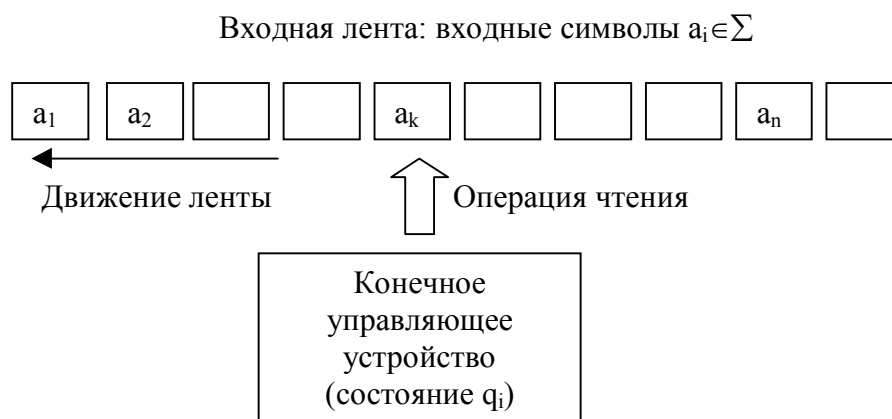 Входная лента: входные символы aᵢ∈∑
a₁ a₂ aₖ aₙ
Движение ленты
Операция чтения
Конечное
управляющее
устройство
(состояние qᵢ)